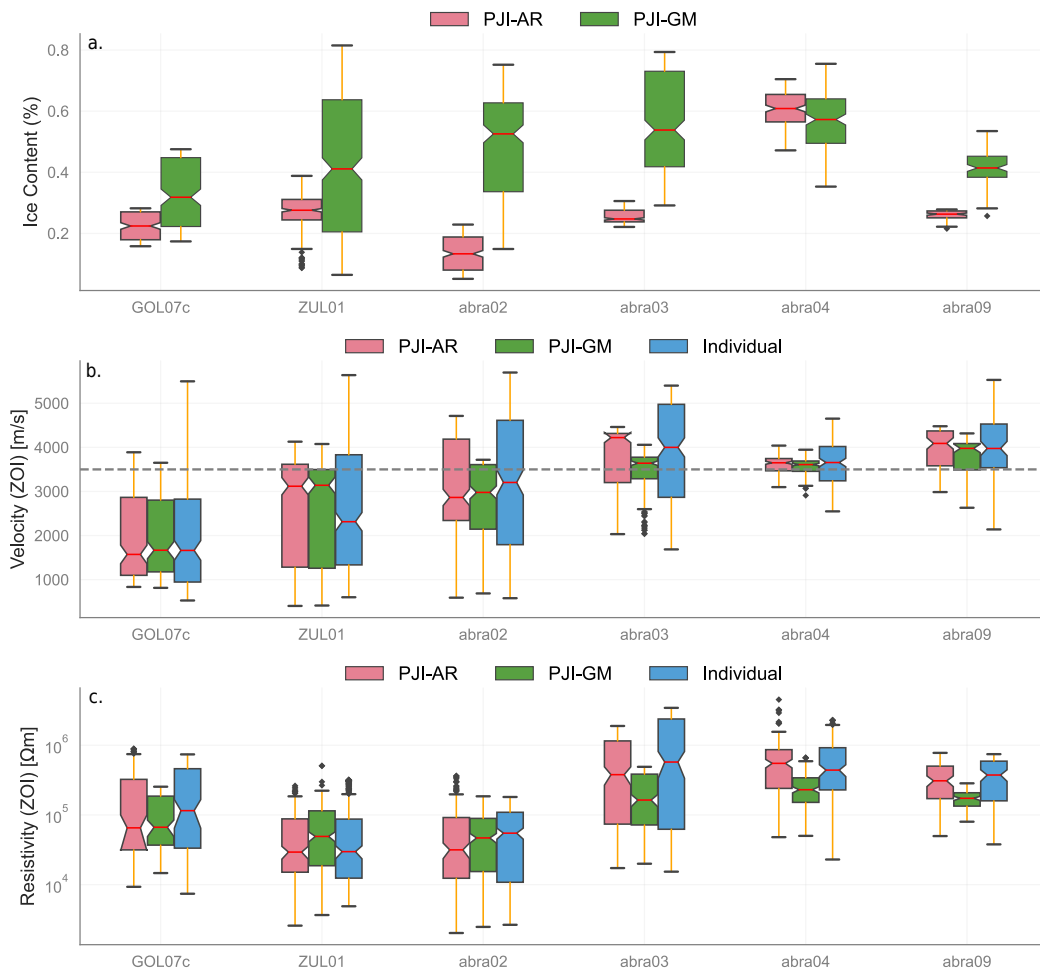 PJI-AR PJI-GM
a.
Ice Content (%)
0.8
0.6
0.4
0.2
GOL07c ZUL01 abra02 abra03 abra04 abra09
PJI-AR PJI-GM Individual
b.
Velocity (ZOI) [m/s]
5000
4000
3000
2000
1000
GOL07c ZUL01 abra02 abra03 abra04 abra09
PJI-AR PJI-GM Individual
c.
Resistivity (ZOI) [Ωm]
10⁶
10⁵
10⁴
GOL07c ZUL01 abra02 abra03 abra04 abra09